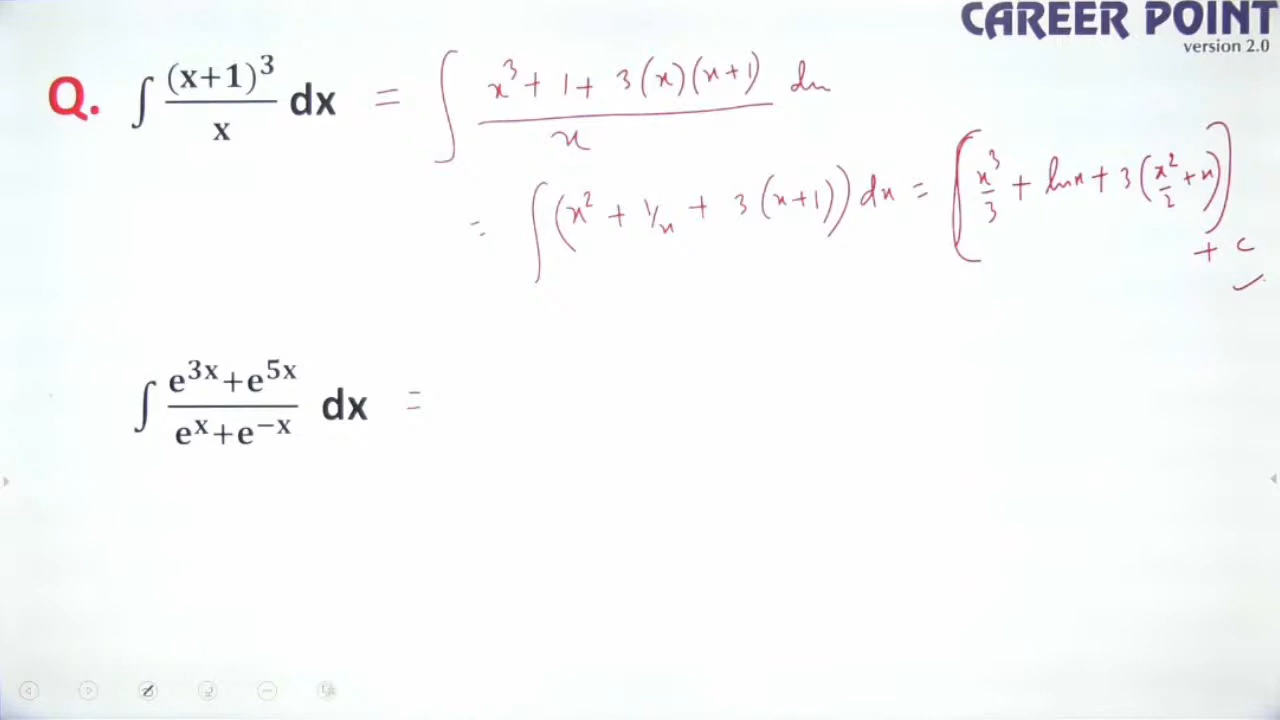 CAREER POINT
version 2.0
Q. ∫ (x+1)³/x dx = ∫ (x³ + 1 + 3(x)(x+1))/x dx
= ∫ (x² + 1/x + 3(x+1)) dx = [x³/3 + ln x + 3(x²/2 + x)] + c
∫ (e³ˣ+e⁵ˣ)/(eˣ+e⁻ˣ) dx =